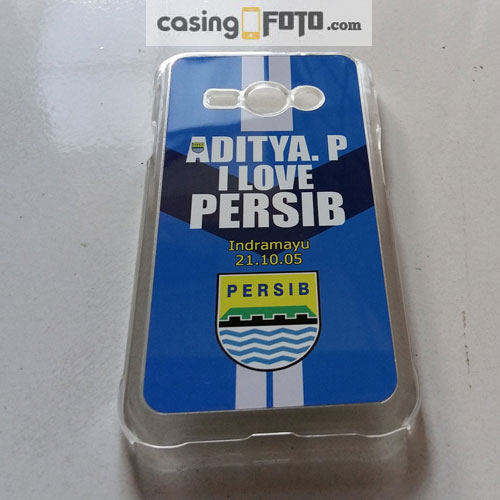 casingFOTO.com
ADITYA. P
I LOVE
PERSIB
Indramayu
21.10.05
PERSIB